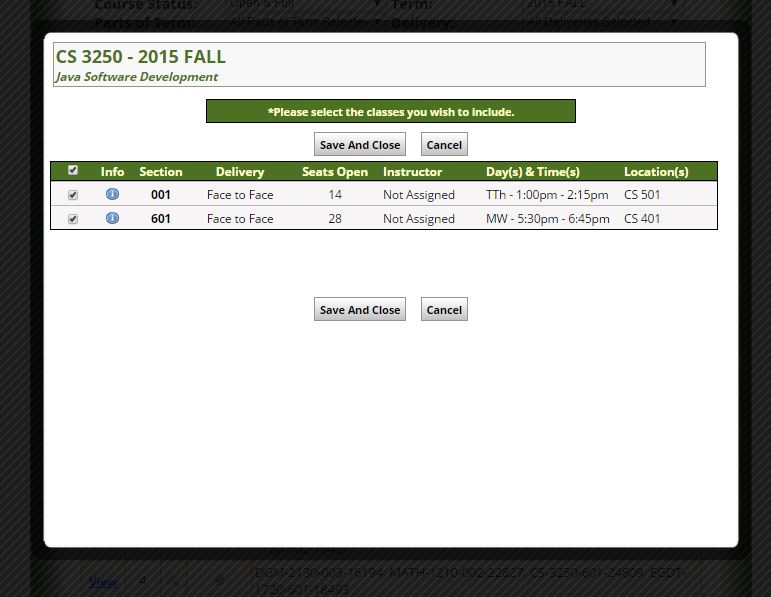 Course Status: Open & Full Term: 2015 FALL
Parts of Term: All Parts of Term Selecte Delivery: All Deliveries Selected
CS 3250 - 2015 FALL
Java Software Development
*Please select the classes you wish to include.
Save And Close Cancel
Info Section Delivery Seats Open Instructor Day(s) & Time(s) Location(s)
001 Face to Face 14 Not Assigned TTh - 1:00pm - 2:15pm CS 501
601 Face to Face 28 Not Assigned MW - 5:30pm - 6:45pm CS 401
Save And Close Cancel
View 4 DGM-2130-003-16194, MATH-1210-002-22827, CS-3250-601-24809, EGDT-
1720-601-18493